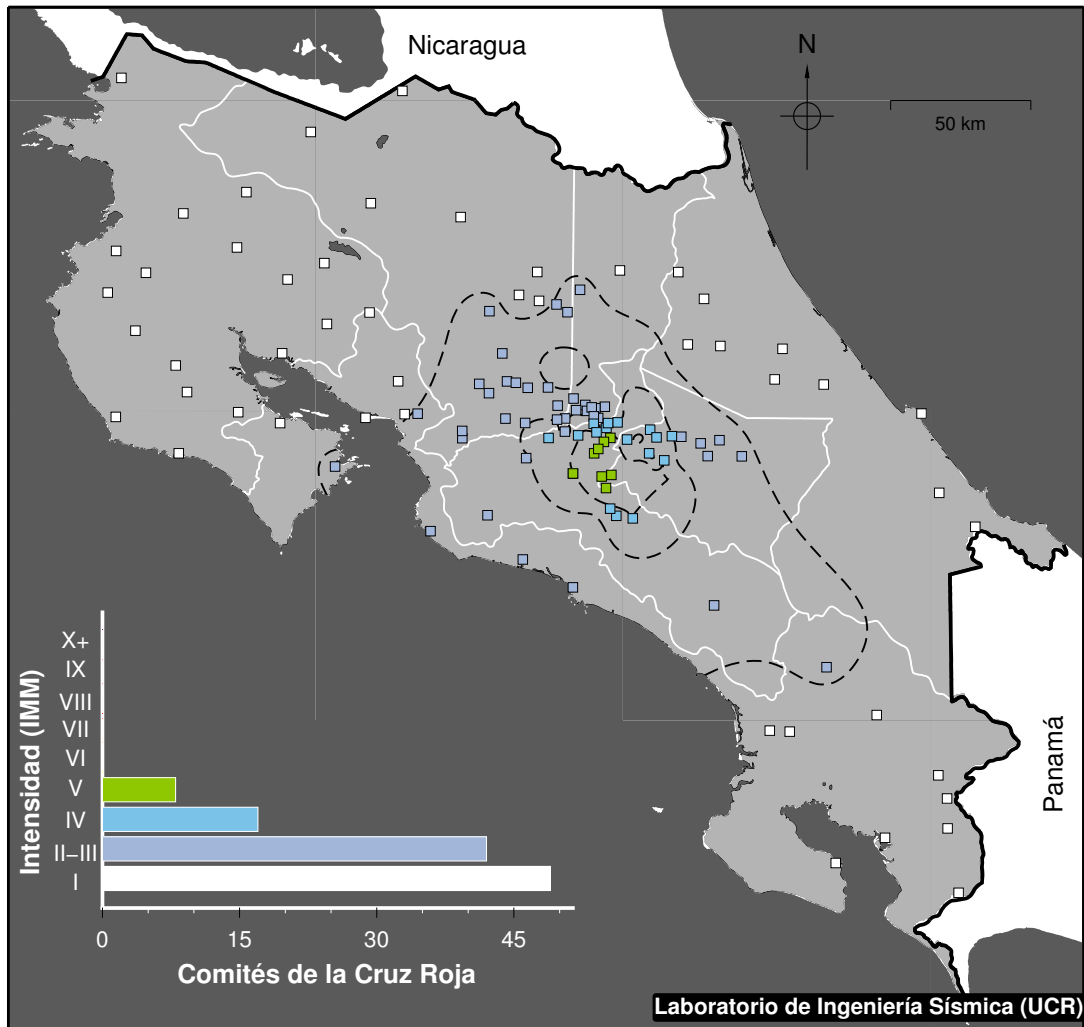 Nicaragua
N
50 km
Panamá
Intensidad (IMM)
X+
IX
VIII
VII
VI
V
IV
II–III
I
0 15 30 45
Comités de la Cruz Roja
Laboratorio de Ingeniería Sísmica (UCR)